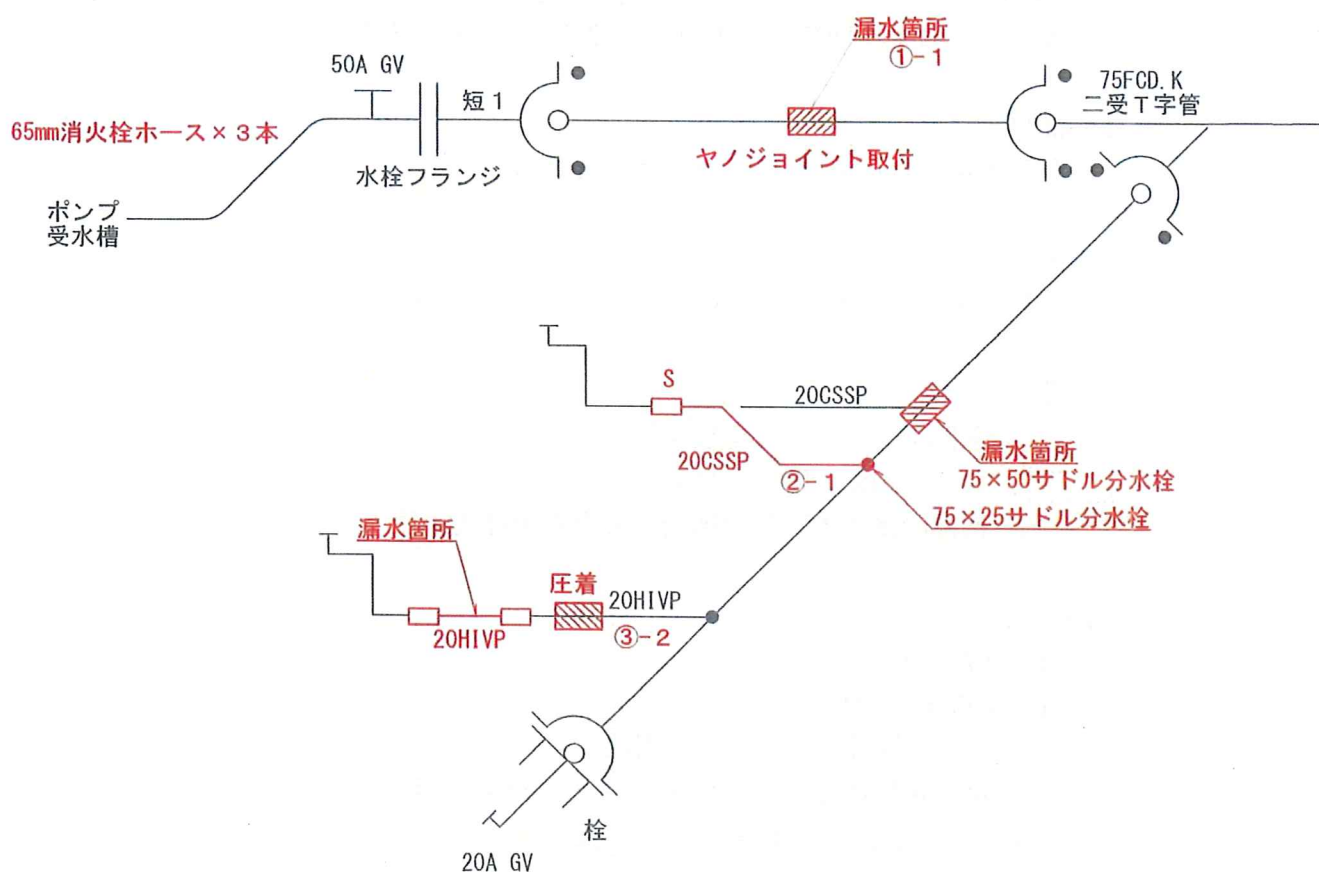 漏水箇所
①-1
50A GV
短1
75FCD.K
二受T字管
65mm消火栓ホース×3本
水栓フランジ
ヤノジョイント取付
ポンプ
受水槽
S
20CSSP
20CSSP
②-1
漏水箇所
75×50サドル分水栓
75×25サドル分水栓
漏水箇所
圧着
20HIVP
20HIVP
③-2
栓
20A GV